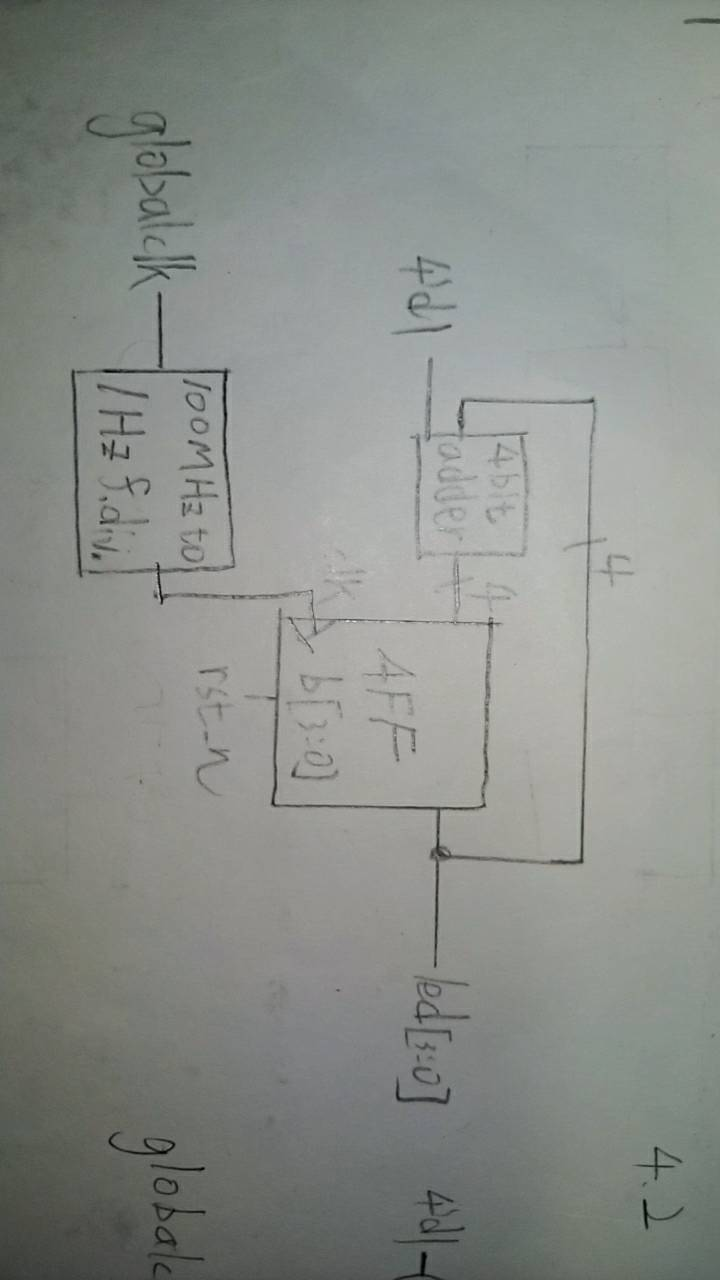 4.2
4
4'd1
4bit
adder
4
4FF
b[3:0]
led[3:0]
4'd1
clk
rst_n
globalclk
100MHz to
1Hz f.div.
globalc